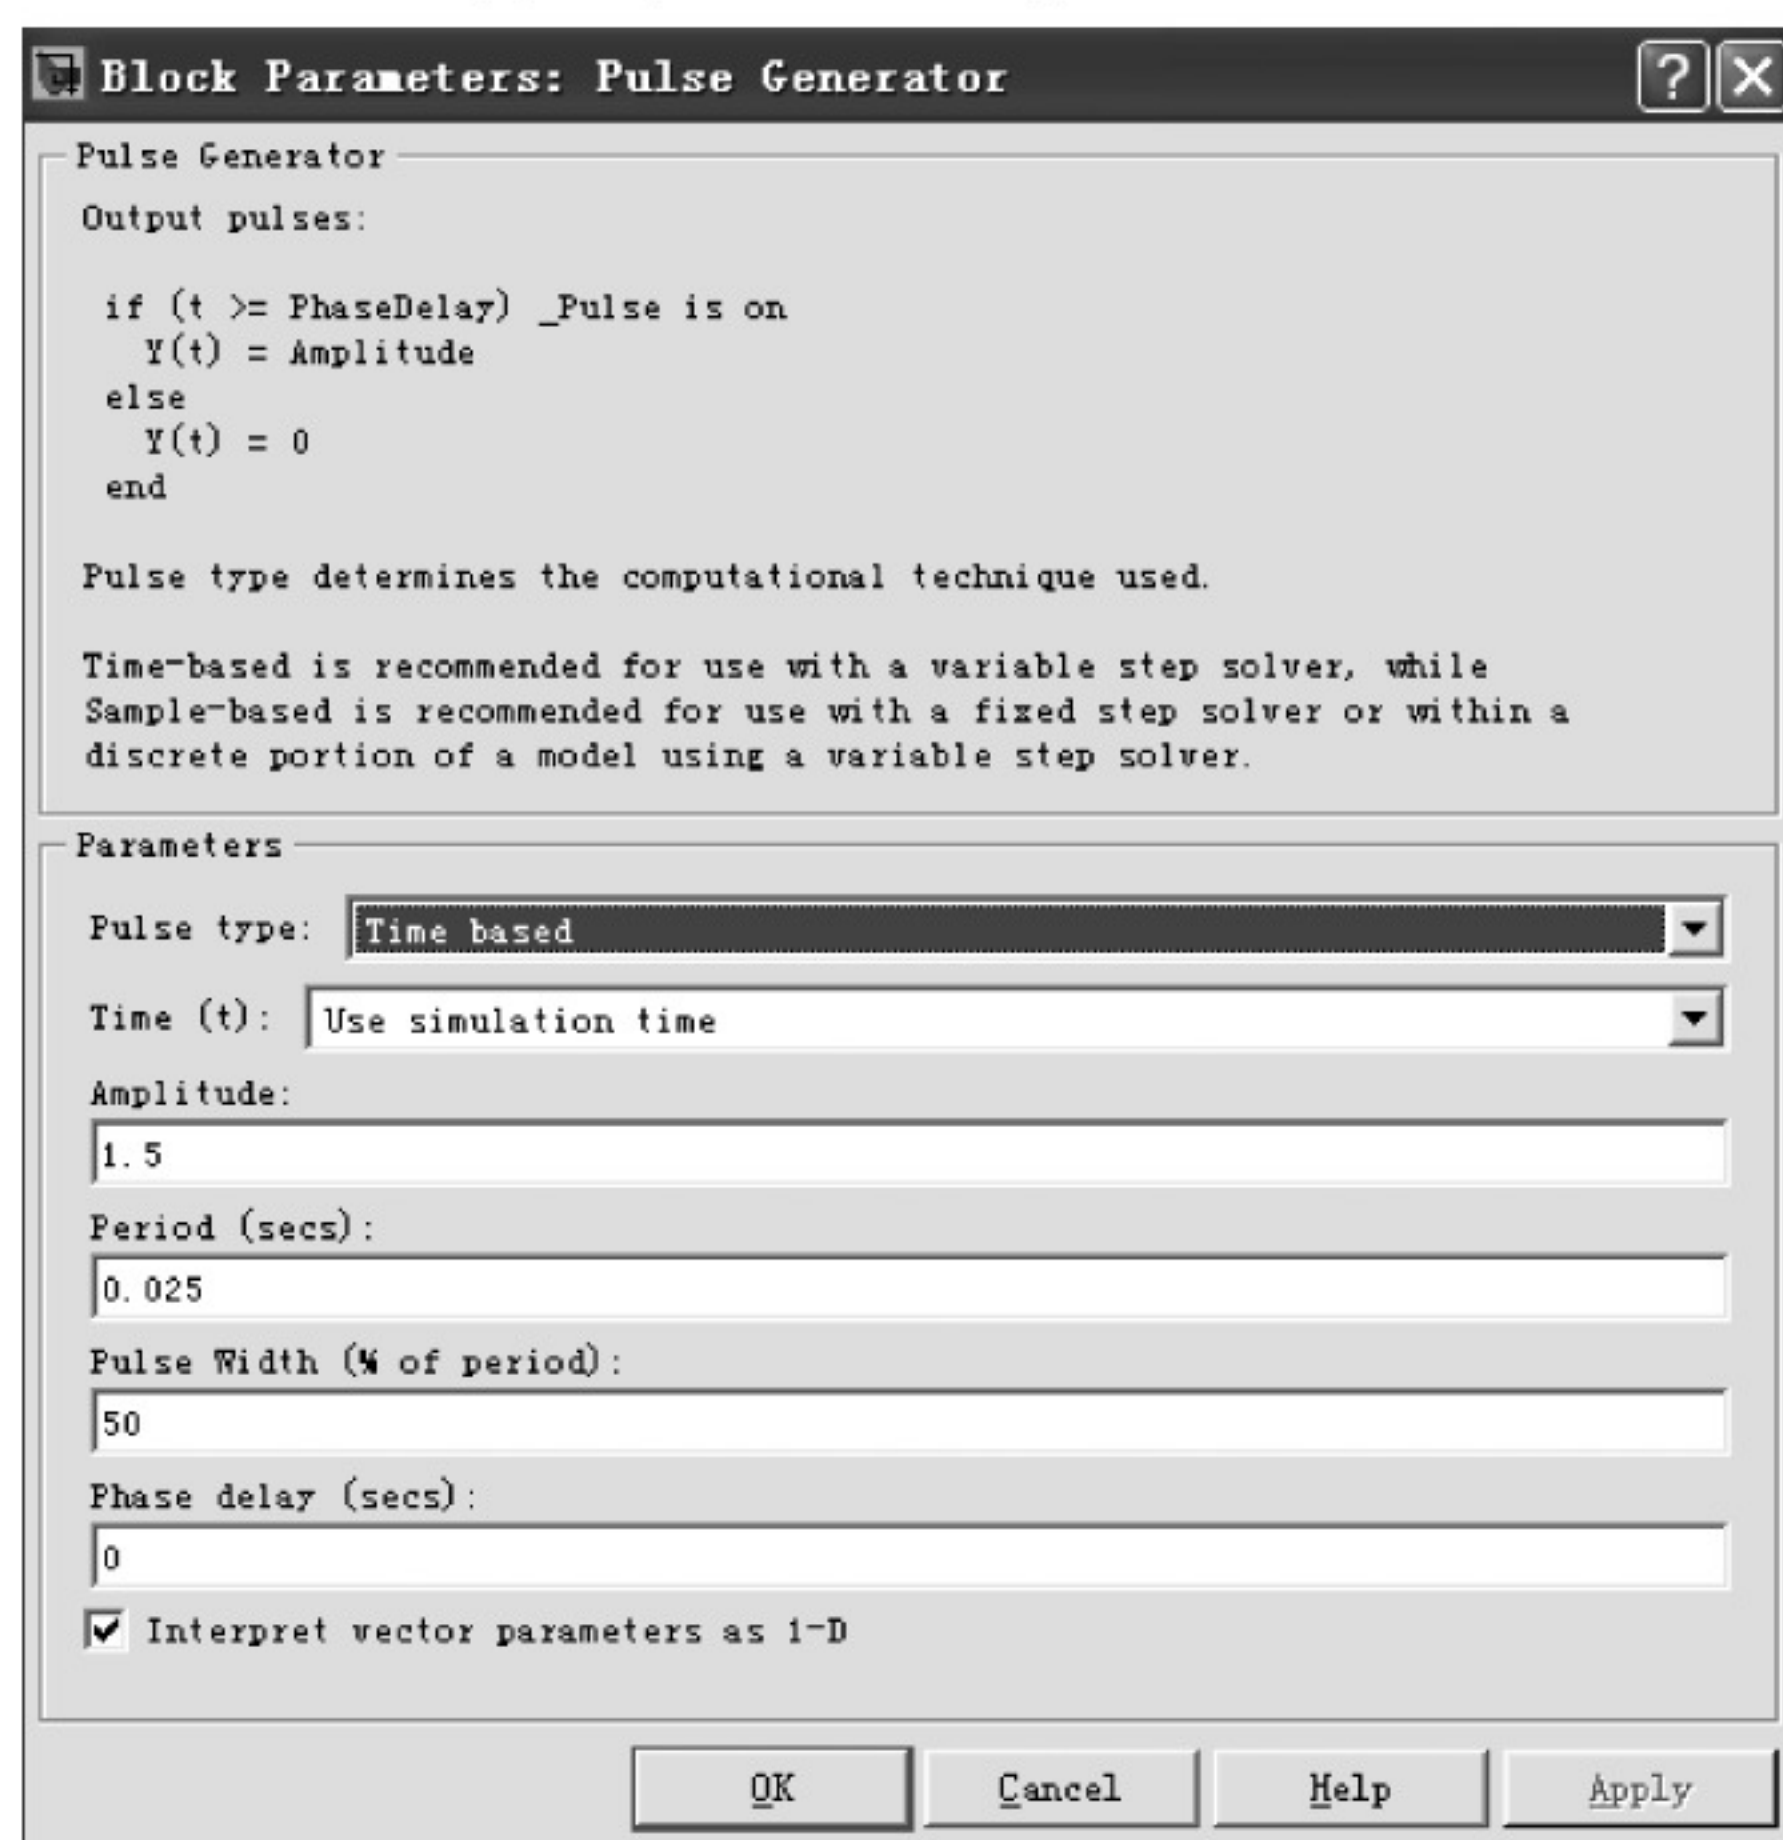 Block Parameters: Pulse Generator
Pulse Generator
Output pulses:
if (t >= PhaseDelay) _Pulse is on
Y(t) = Amplitude
else
Y(t) = 0
end
Pulse type determines the computational technique used.
Time-based is recommended for use with a variable step solver, while
Sample-based is recommended for use with a fixed step solver or within a
discrete portion of a model using a variable step solver.
Parameters
Pulse type: Time based
Time (t): Use simulation time
Amplitude:
1.5
Period (secs):
0.025
Pulse Width (% of period):
50
Phase delay (secs):
0
Interpret vector parameters as 1-D
OK Cancel Help Apply